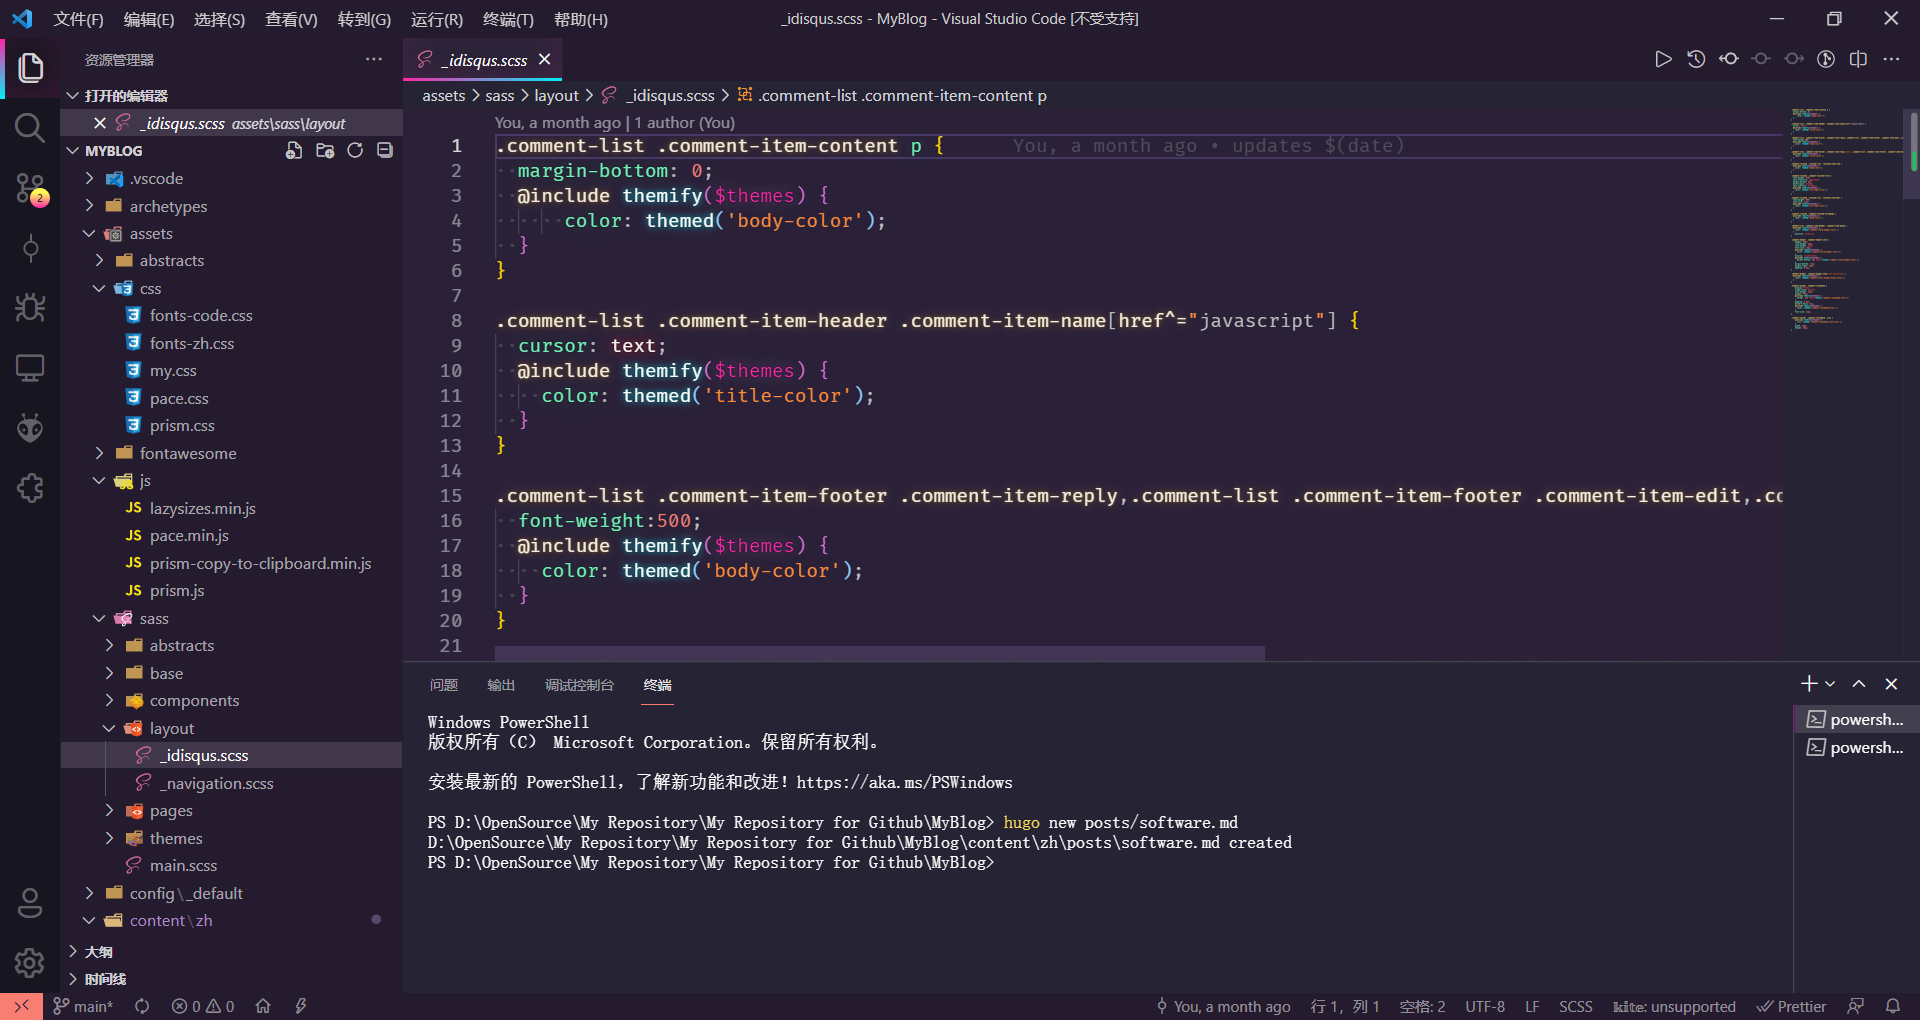 文件(F) 编辑(E) 选择(S) 查看(V) 转到(G) 运行(R) 终端(T) 帮助(H)
_idisqus.scss - MyBlog - Visual Studio Code [不受支持]
资源管理器
打开的编辑器
_idisqus.scss assets\sass\layout
MYBLOG
.vscode
archetypes
assets
abstracts
css
fonts-code.css
fonts-zh.css
my.css
pace.css
prism.css
fontawesome
js
JS lazysizes.min.js
JS pace.min.js
JS prism-copy-to-clipboard.min.js
JS prism.js
sass
abstracts
base
components
layout
_idisqus.scss
_navigation.scss
pages
themes
main.scss
config\_default
content\zh
大纲
时间线
2
_idisqus.scss
assets > sass > layout > _idisqus.scss > .comment-list .comment-item-content p
You, a month ago | 1 author (You)
1 .comment-list .comment-item-content p { You, a month ago • updates $(date)
2 margin-bottom: 0;
3 @include themify($themes) {
4 color: themed('body-color');
5 }
6 }
7
8 .comment-list .comment-item-header .comment-item-name[href^="javascript"] {
9 cursor: text;
10 @include themify($themes) {
11 color: themed('title-color');
12 }
13 }
14
15 .comment-list .comment-item-footer .comment-item-reply,.comment-list .comment-item-footer .comment-item-edit,.co
16 font-weight:500;
17 @include themify($themes) {
18 color: themed('body-color');
19 }
20 }
21
问题 输出 调试控制台 终端
Windows PowerShell
版权所有（C） Microsoft Corporation。保留所有权利。
安装最新的 PowerShell，了解新功能和改进！https://aka.ms/PSWindows
PS D:\OpenSource\My Repository\My Repository for Github\MyBlog> hugo new posts/software.md
D:\OpenSource\My Repository\My Repository for Github\MyBlog\content\zh\posts\software.md created
PS D:\OpenSource\My Repository\My Repository for Github\MyBlog>
powersh...
powersh...
main* 0 0
You, a month ago 行 1，列 1 空格: 2 UTF-8 LF SCSS kite: unsupported Prettier